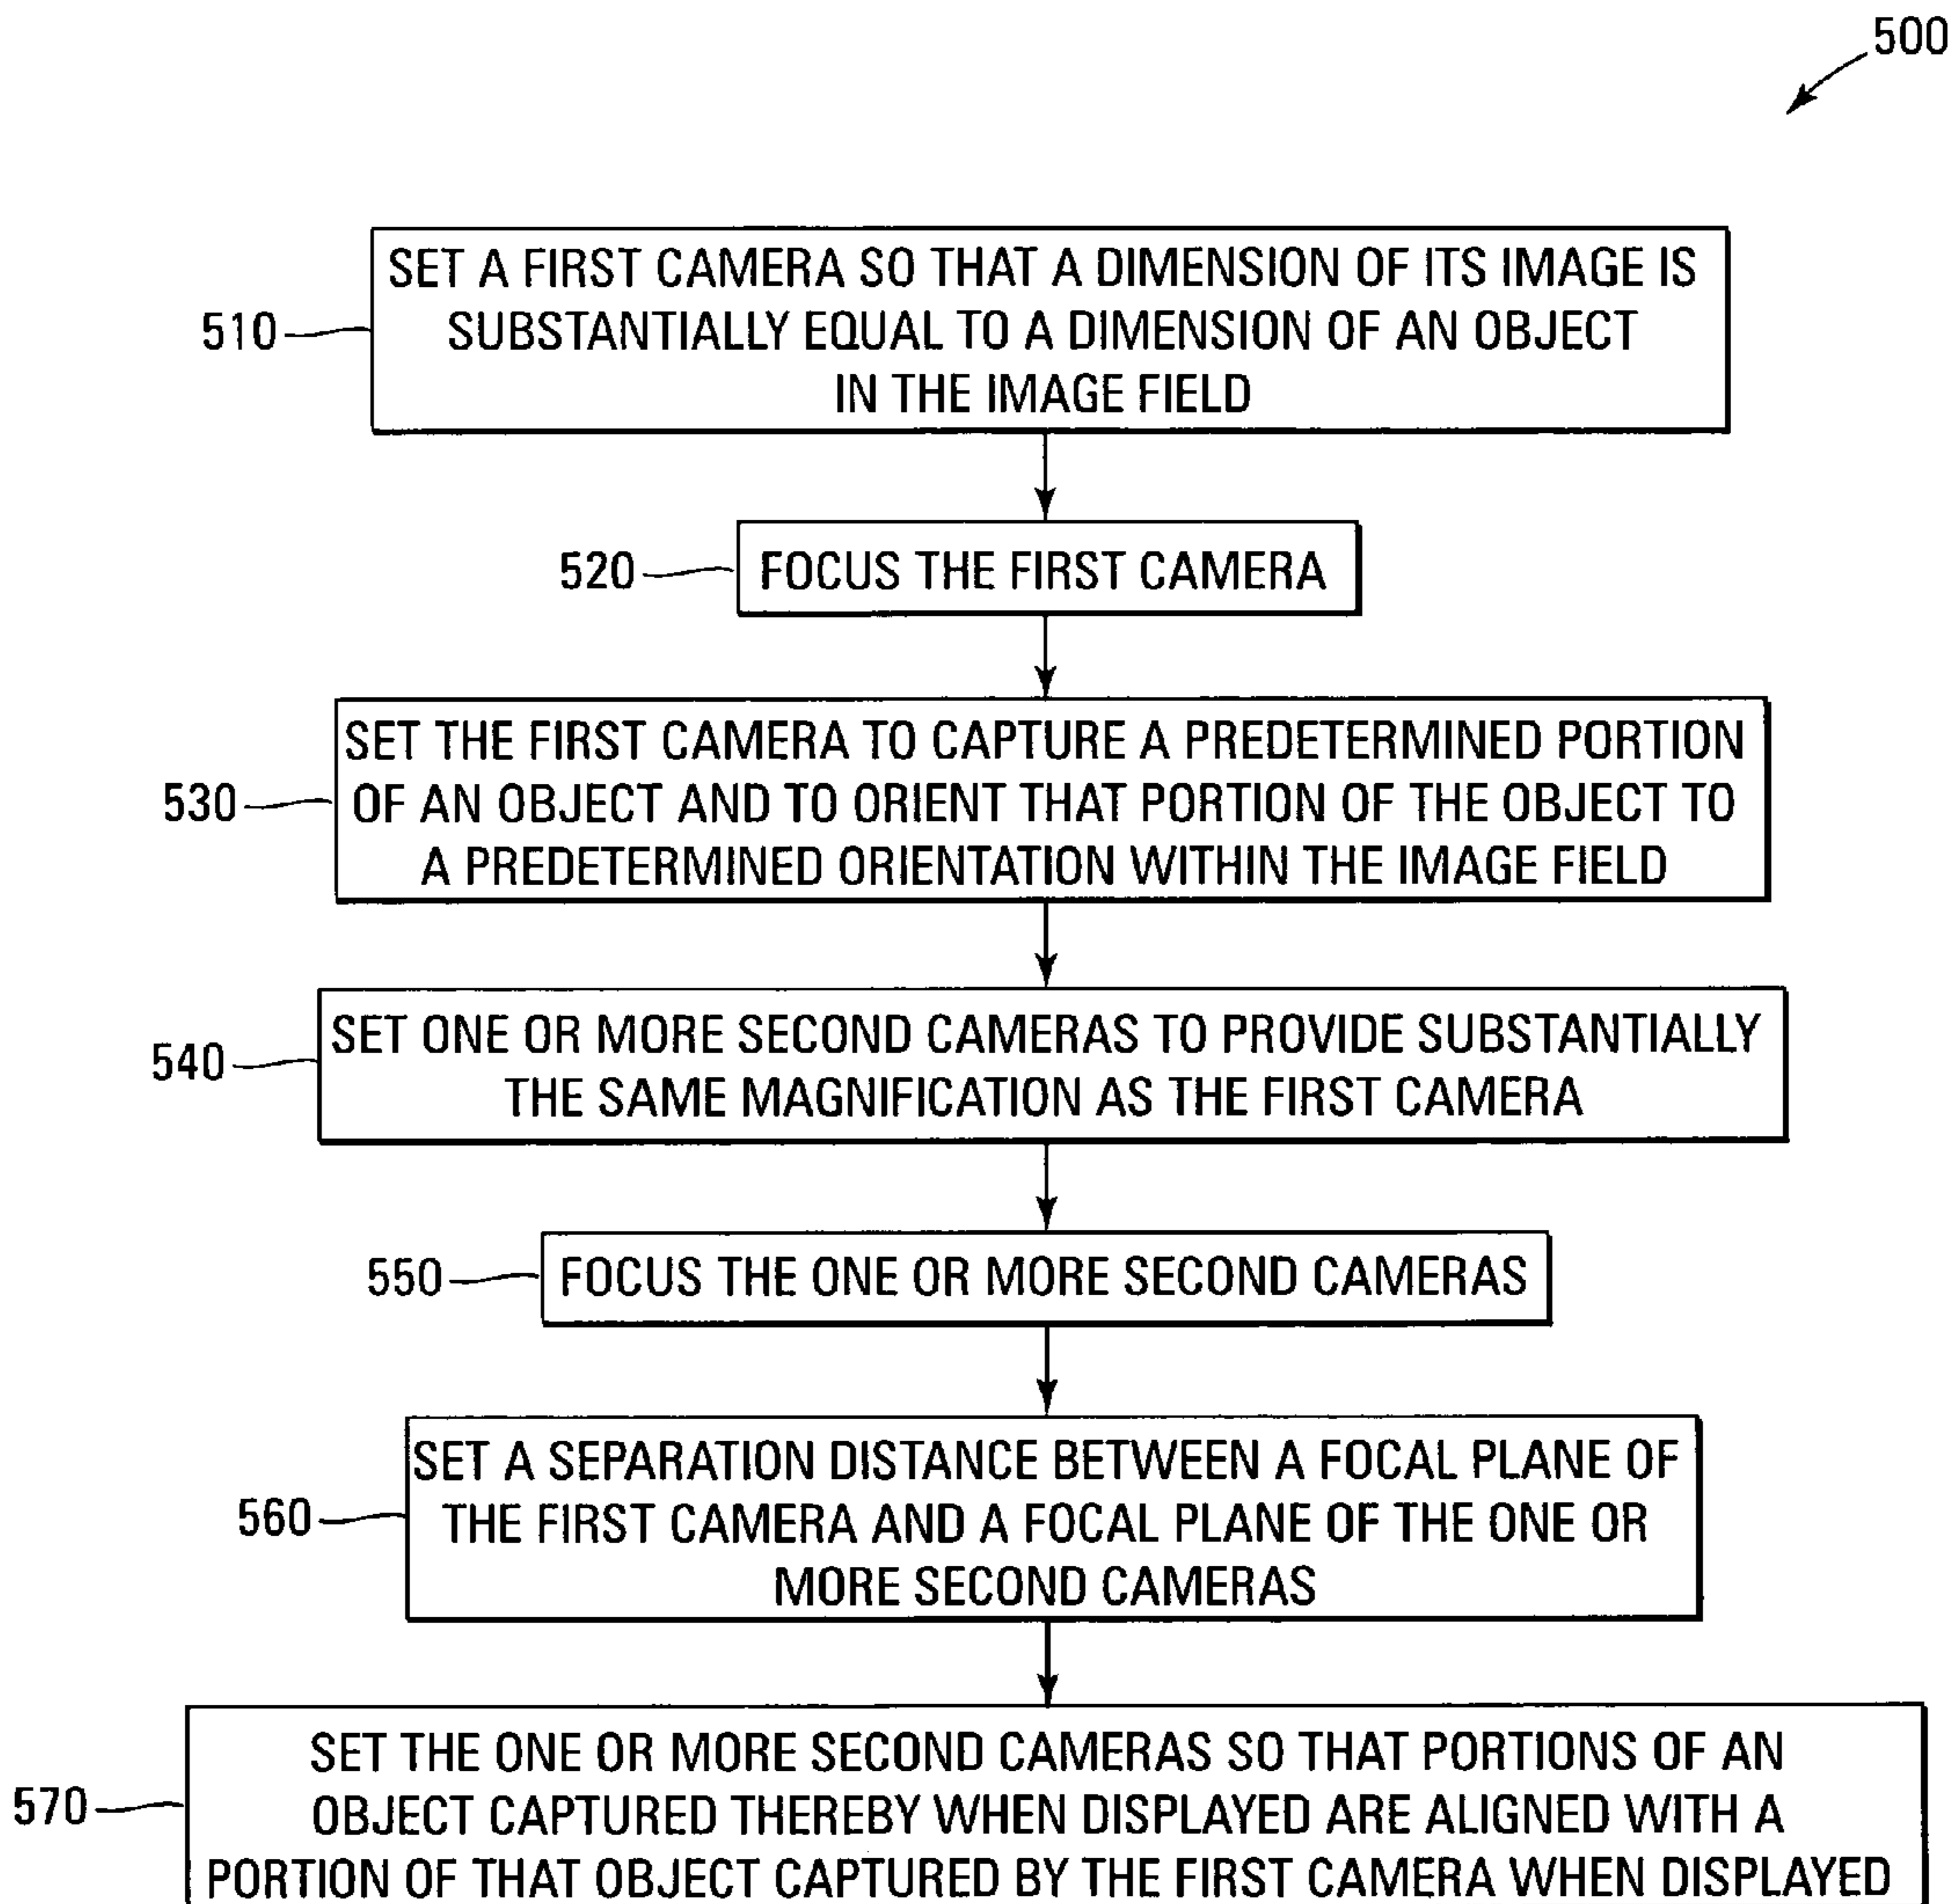 500
SET A FIRST CAMERA SO THAT A DIMENSION OF ITS IMAGE IS
SUBSTANTIALLY EQUAL TO A DIMENSION OF AN OBJECT
IN THE IMAGE FIELD
510
520
FOCUS THE FIRST CAMERA
SET THE FIRST CAMERA TO CAPTURE A PREDETERMINED PORTION
OF AN OBJECT AND TO ORIENT THAT PORTION OF THE OBJECT TO
A PREDETERMINED ORIENTATION WITHIN THE IMAGE FIELD
530
SET ONE OR MORE SECOND CAMERAS TO PROVIDE SUBSTANTIALLY
THE SAME MAGNIFICATION AS THE FIRST CAMERA
540
550
FOCUS THE ONE OR MORE SECOND CAMERAS
SET A SEPARATION DISTANCE BETWEEN A FOCAL PLANE OF
THE FIRST CAMERA AND A FOCAL PLANE OF THE ONE OR
MORE SECOND CAMERAS
560
SET THE ONE OR MORE SECOND CAMERAS SO THAT PORTIONS OF AN
OBJECT CAPTURED THEREBY WHEN DISPLAYED ARE ALIGNED WITH A
PORTION OF THAT OBJECT CAPTURED BY THE FIRST CAMERA WHEN DISPLAYED
570